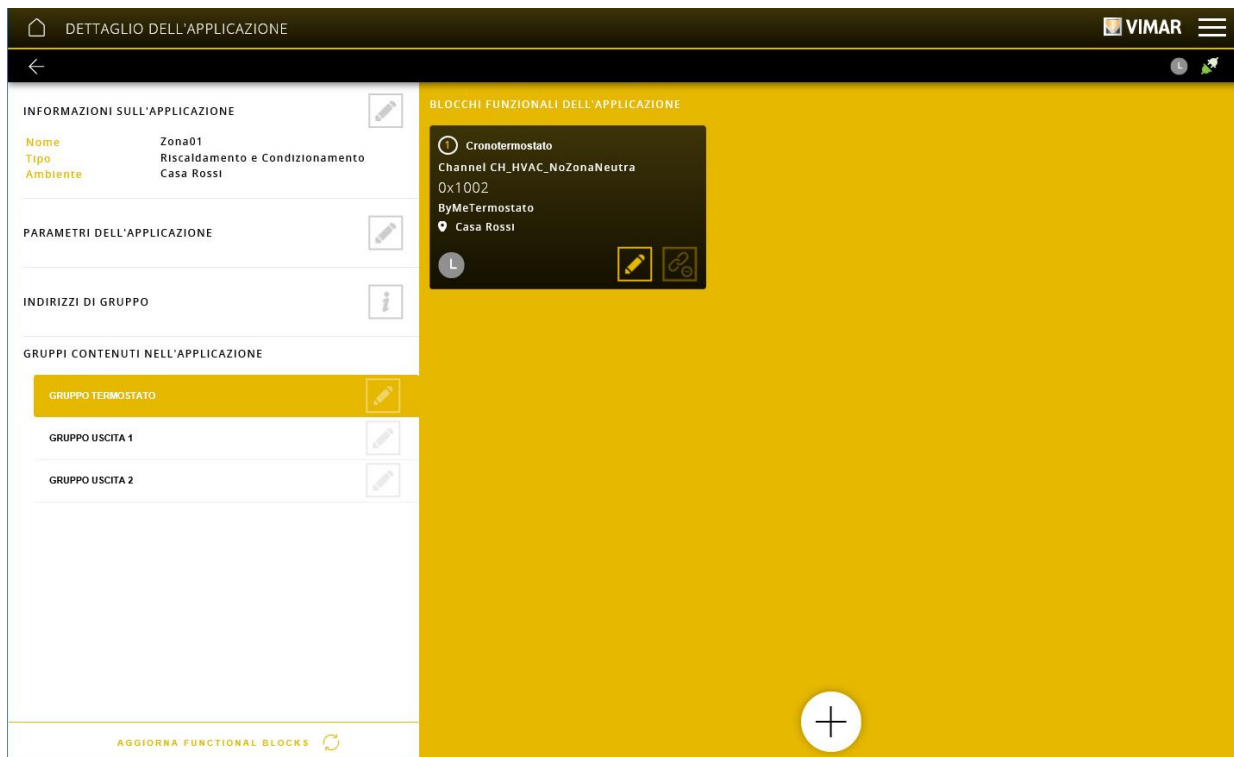 DETTAGLIO DELL'APPLICAZIONE
VIMAR
L
INFORMAZIONI SULL'APPLICAZIONE
Nome Zona01
Tipo Riscaldamento e Condizionamento
Ambiente Casa Rossi
PARAMETRI DELL'APPLICAZIONE
INDIRIZZI DI GRUPPO
i
GRUPPI CONTENUTI NELL'APPLICAZIONE
GRUPPO TERMOSTATO
GRUPPO USCITA 1
GRUPPO USCITA 2
AGGIORNA FUNCTIONAL BLOCKS
BLOCCHI FUNZIONALI DELL'APPLICAZIONE
1 Cronotermostato
Channel CH_HVAC_NoZonaNeutra
0x1002
ByMeTermostato
Casa Rossi
L